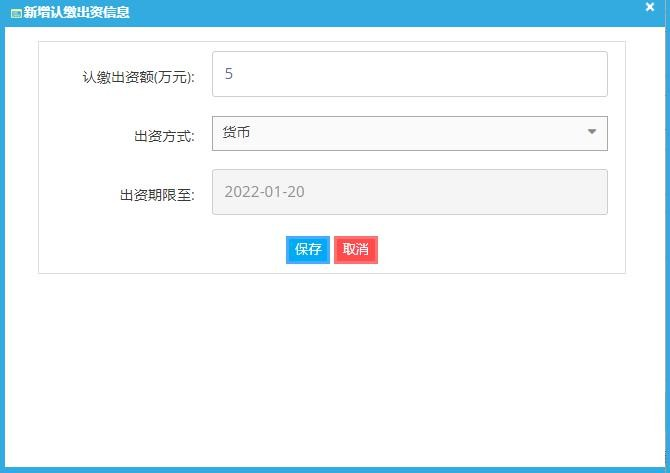 新增认缴出资信息
认缴出资额(万元): 5
出资方式: 货币
出资期限至: 2022-01-20
保存 取消